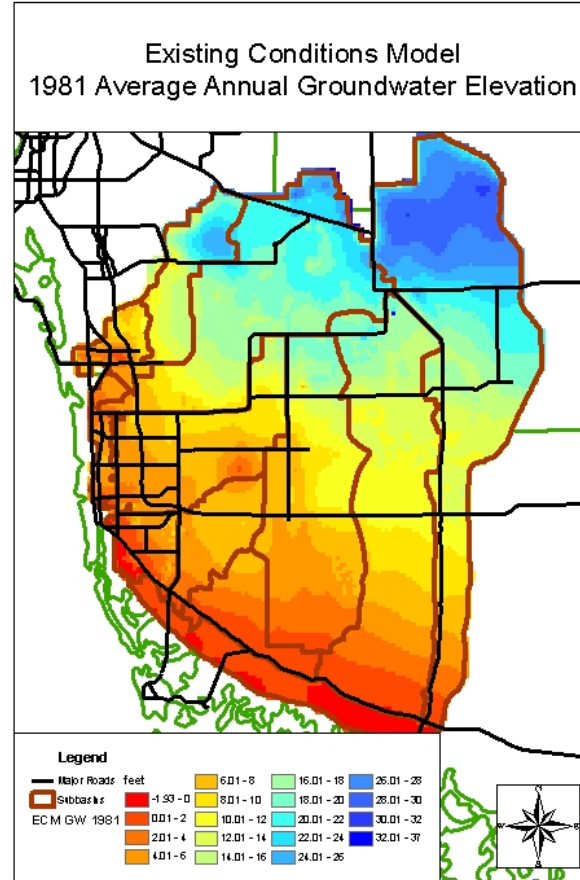 Existing Conditions Model
1981 Average Annual Groundwater Elevation
Legend
Major Roads
Subbasins
ECM GW 1981
feet
-1.93 - 0
0.01 - 2
2.01 - 4
4.01 - 6
6.01 - 8
8.01 - 10
10.01 - 12
12.01 - 14
14.01 - 16
16.01 - 18
18.01 - 20
20.01 - 22
22.01 - 24
24.01 - 26
26.01 - 28
28.01 - 30
30.01 - 32
32.01 - 37
N
W
E
S